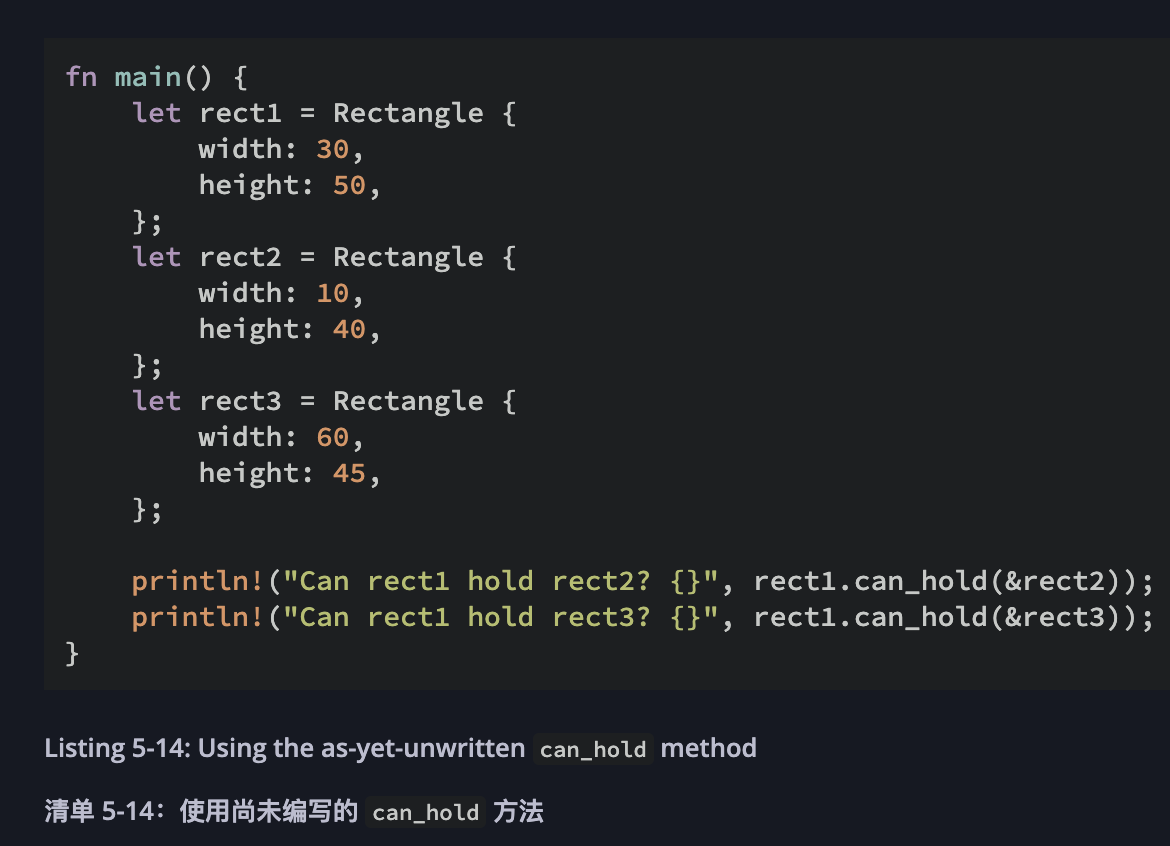 fn main() {
    let rect1 = Rectangle {
        width: 30,
        height: 50,
    };
    let rect2 = Rectangle {
        width: 10,
        height: 40,
    };
    let rect3 = Rectangle {
        width: 60,
        height: 45,
    };

    println!("Can rect1 hold rect2? {}", rect1.can_hold(&rect2));
    println!("Can rect1 hold rect3? {}", rect1.can_hold(&rect3));
}
Listing 5-14: Using the as-yet-unwritten can_hold method
清单 5-14：使用尚未编写的 can_hold 方法